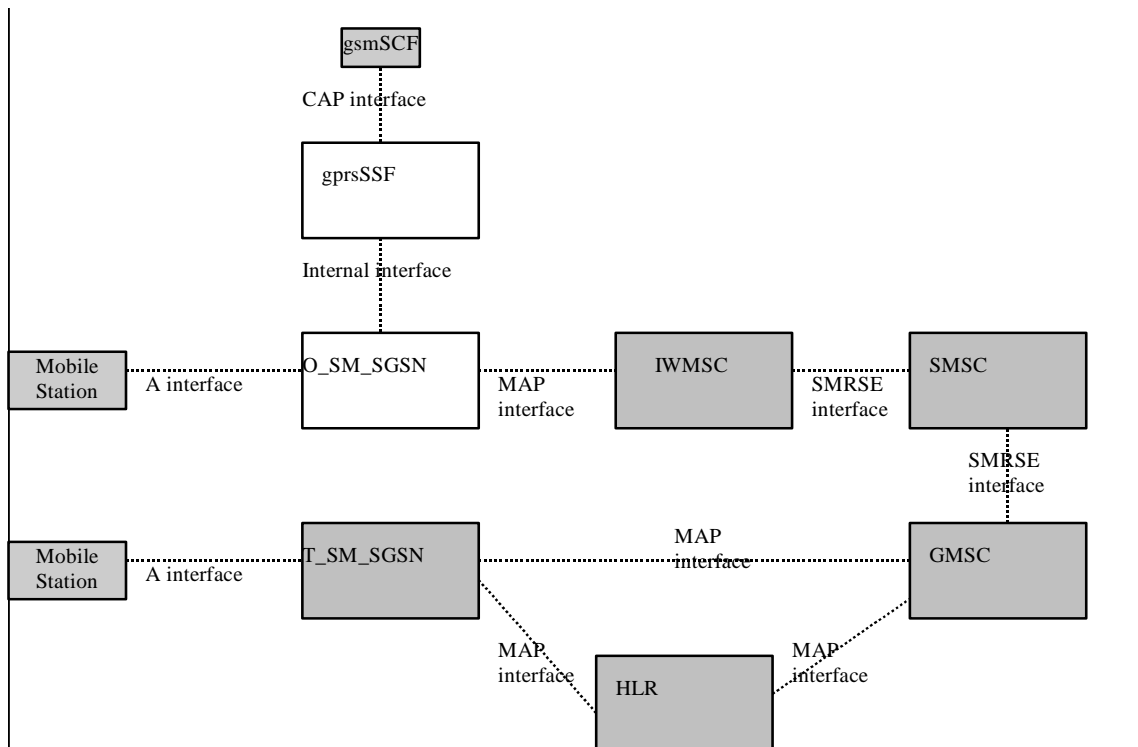 gsmSCF
CAP interface
gprsSSF
Internal interface
Mobile
Station
A interface
O_SM_SGSN
MAP
interface
IWMSC
SMRSE
interface
SMSC
SMRSE
interface
Mobile
Station
A interface
T_SM_SGSN
MAP
interface
GMSC
MAP
interface
HLR
MAP
interface